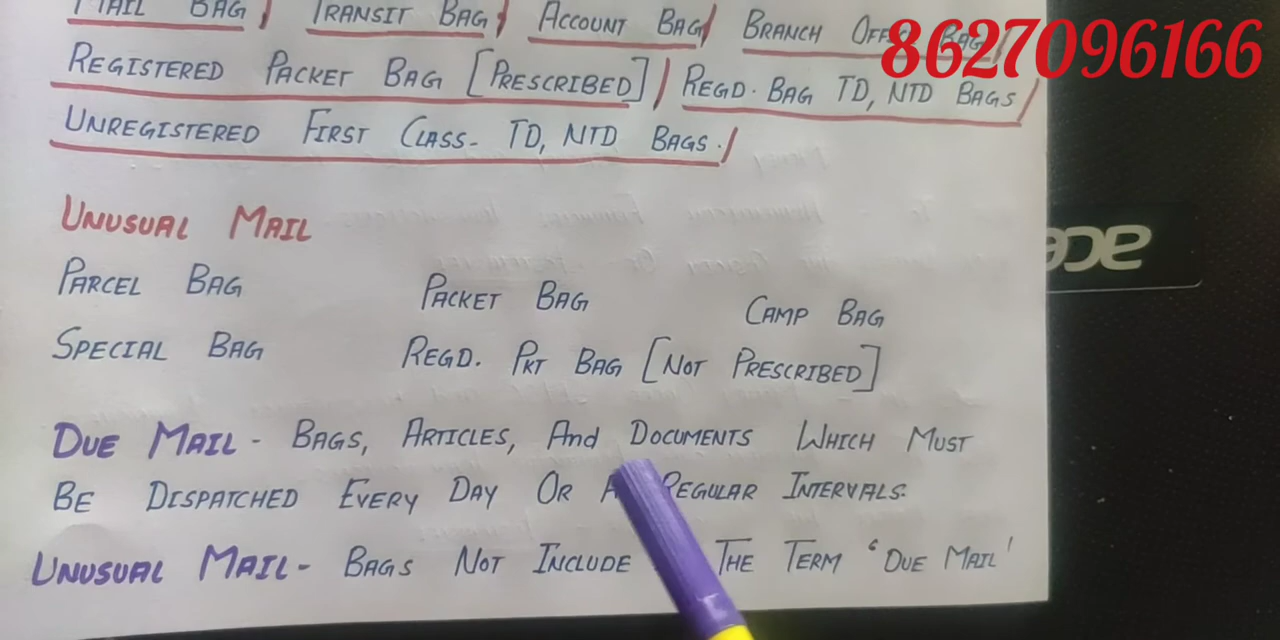 MAIL BAG/ TRANSIT BAG/ ACCOUNT BAG/ BRANCH OFFICE BAG/
8627096166
REGISTERED PACKET BAG [PRESCRIBED]/ REGD. BAG TD, NTD BAGS/
UNREGISTERED FIRST CLASS- TD, NTD BAGS./
UNUSUAL MAIL
PARCEL BAG PACKET BAG CAMP BAG
SPECIAL BAG REGD. PKT BAG [NOT PRESCRIBED]
DUE MAIL - BAGS, ARTICLES, And DOCUMENTS WHICH MUST
BE DISPATCHED EVERY DAY OR REGULAR INTERVALS.
UNUSUAL MAIL- BAGS NOT INCLUDE THE TERM 'DUE MAIL'
acer